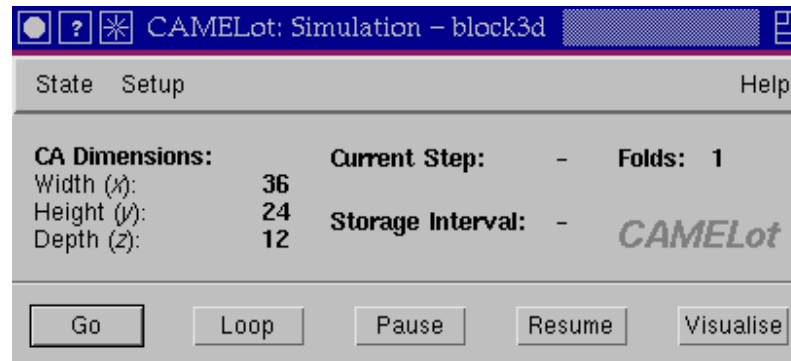 ? CAMELot: Simulation – block3d
State Setup Help
CA Dimensions: Current Step: - Folds: 1
Width (x): 36
Height (y): 24 Storage Interval: - CAMELot
Depth (z): 12
Go Loop Pause Resume Visualise